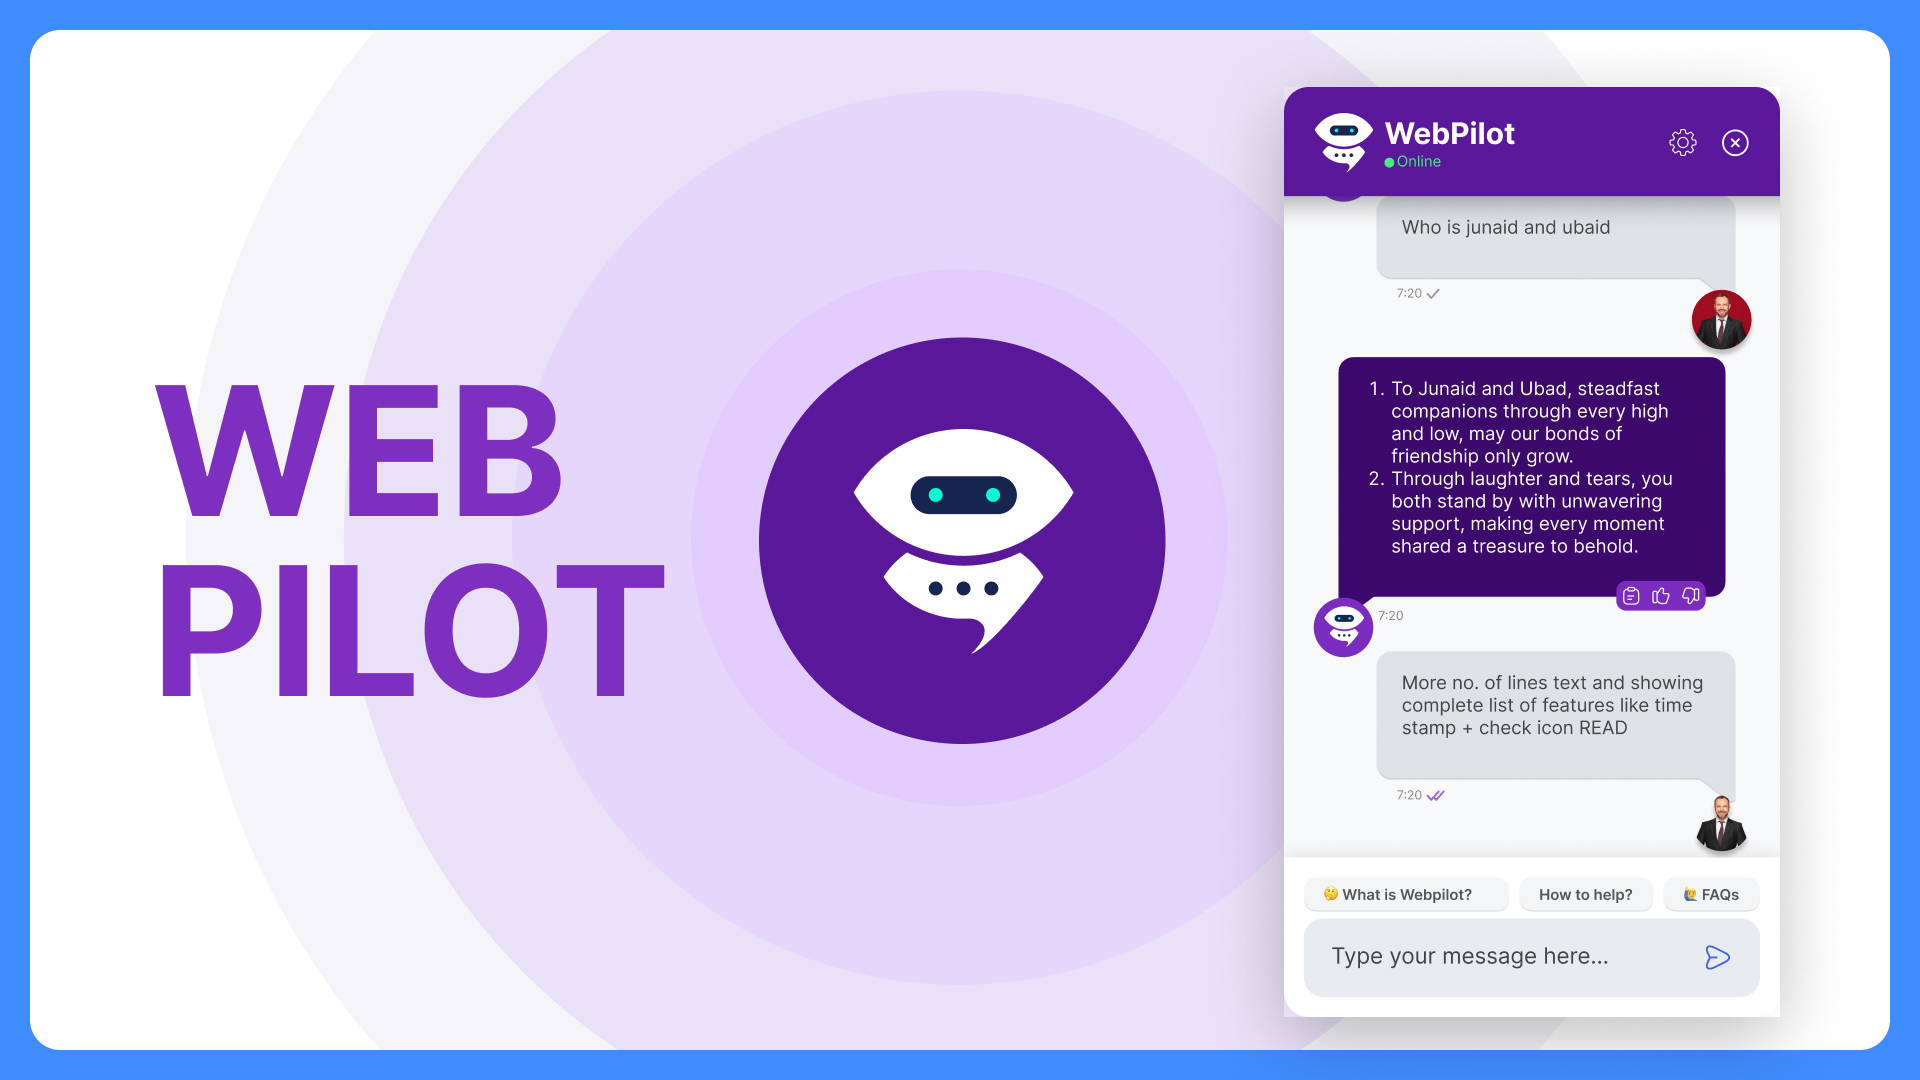 WEB
PILOT
WebPilot
Online
Who is junaid and ubaid
7:20
1. To Junaid and Ubad, steadfast
companions through every high
and low, may our bonds of
friendship only grow.
2. Through laughter and tears, you
both stand by with unwavering
support, making every moment
shared a treasure to behold.
7:20
More no. of lines text and showing
complete list of features like time
stamp + check icon READ
7:20
🤔 What is Webpilot?
How to help?
🙋‍♂️ FAQs
Type your message here...